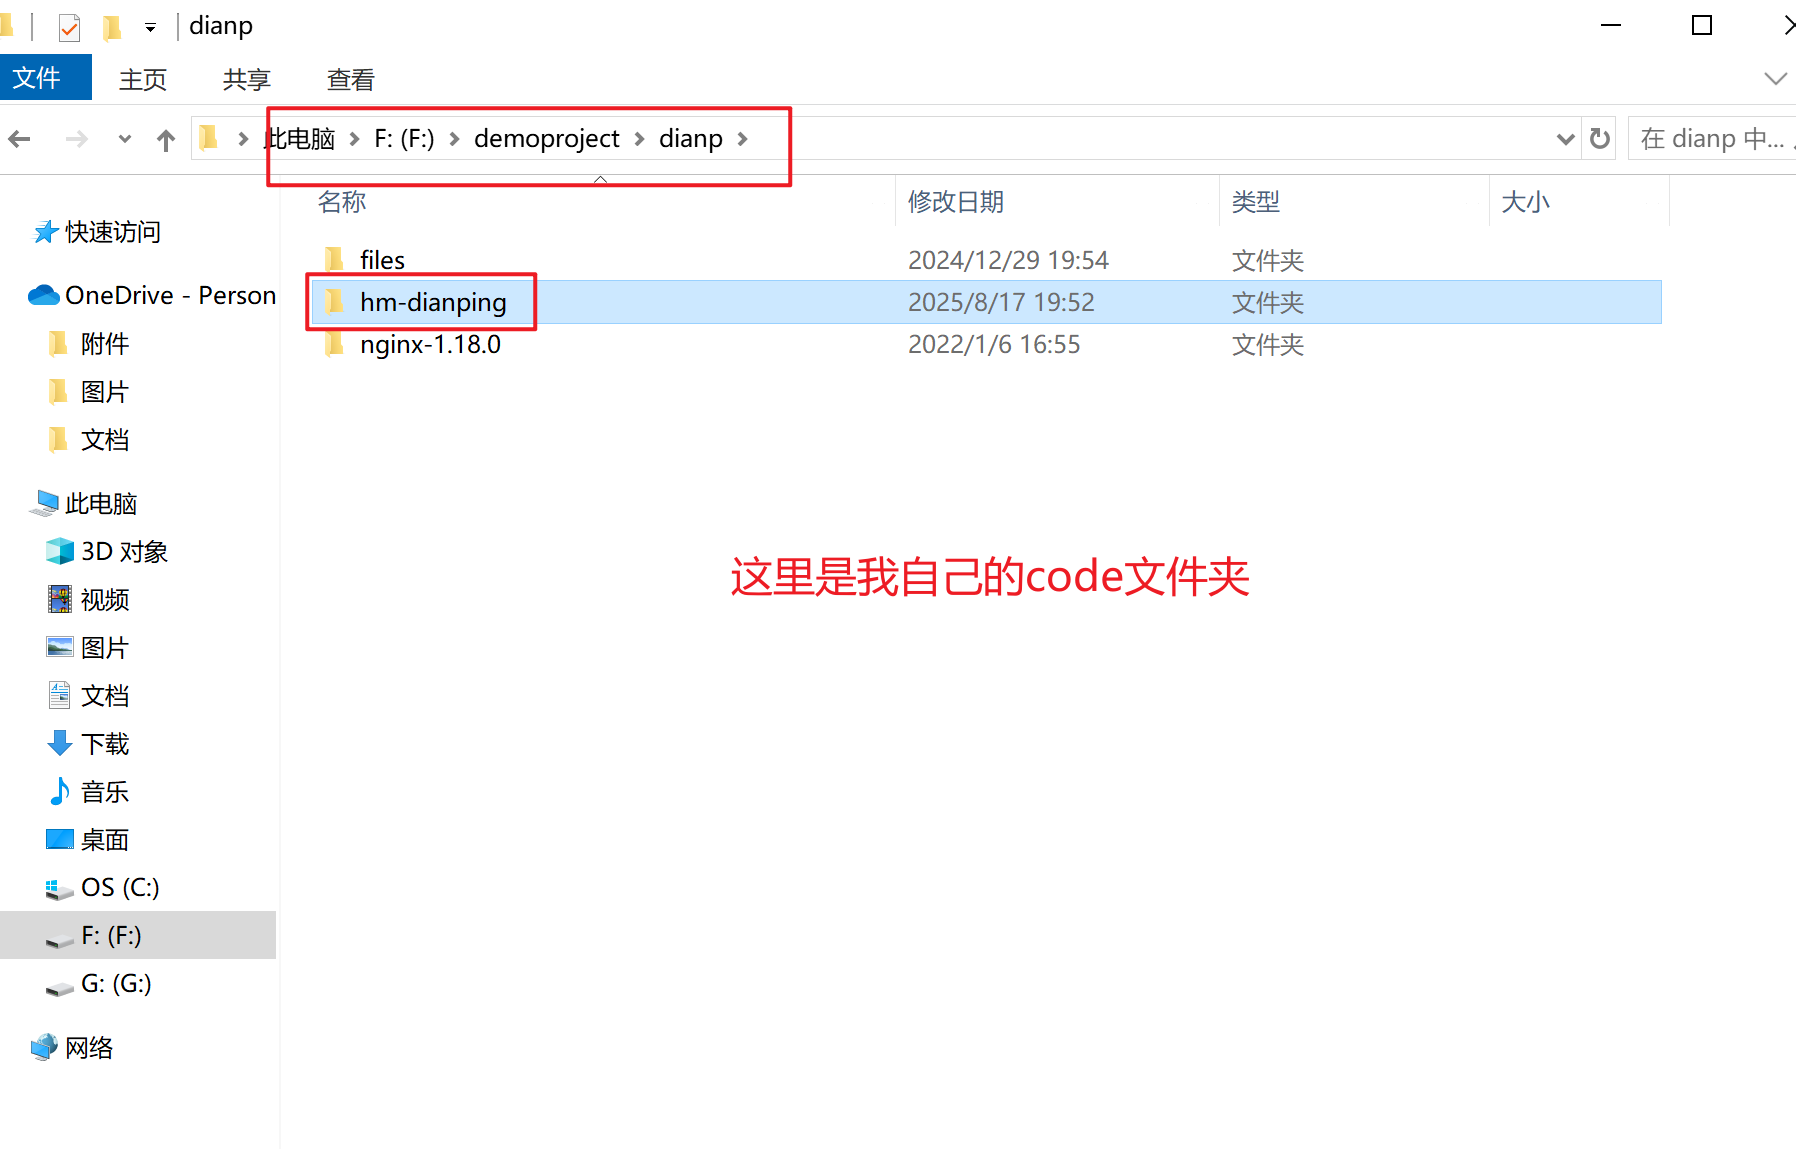 dianp
文件 主页 共享 查看
此电脑 F: (F:) demoproject dianp 在 dianp 中...
名称 修改日期 类型 大小
快速访问
OneDrive - Person
附件
图片
文档
此电脑
3D 对象
视频
图片
文档
下载
音乐
桌面
OS (C:)
F: (F:)
G: (G:)
网络
files 2024/12/29 19:54 文件夹
hm-dianping 2025/8/17 19:52 文件夹
nginx-1.18.0 2022/1/6 16:55 文件夹
这里是我自己的code文件夹